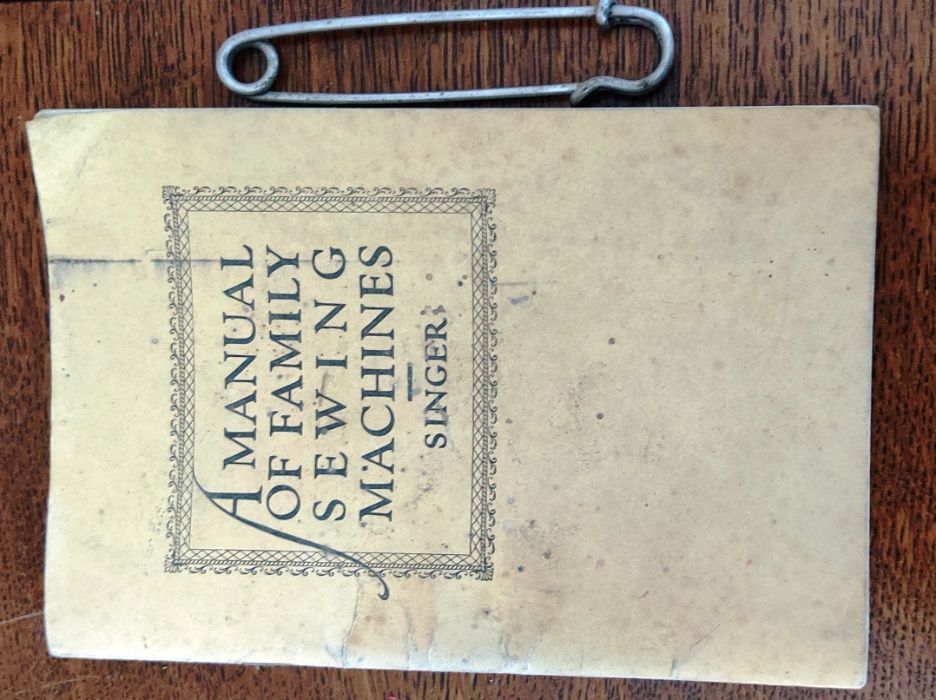 A MANUAL
OF FAMILY
SEWING
MACHINES
SINGER